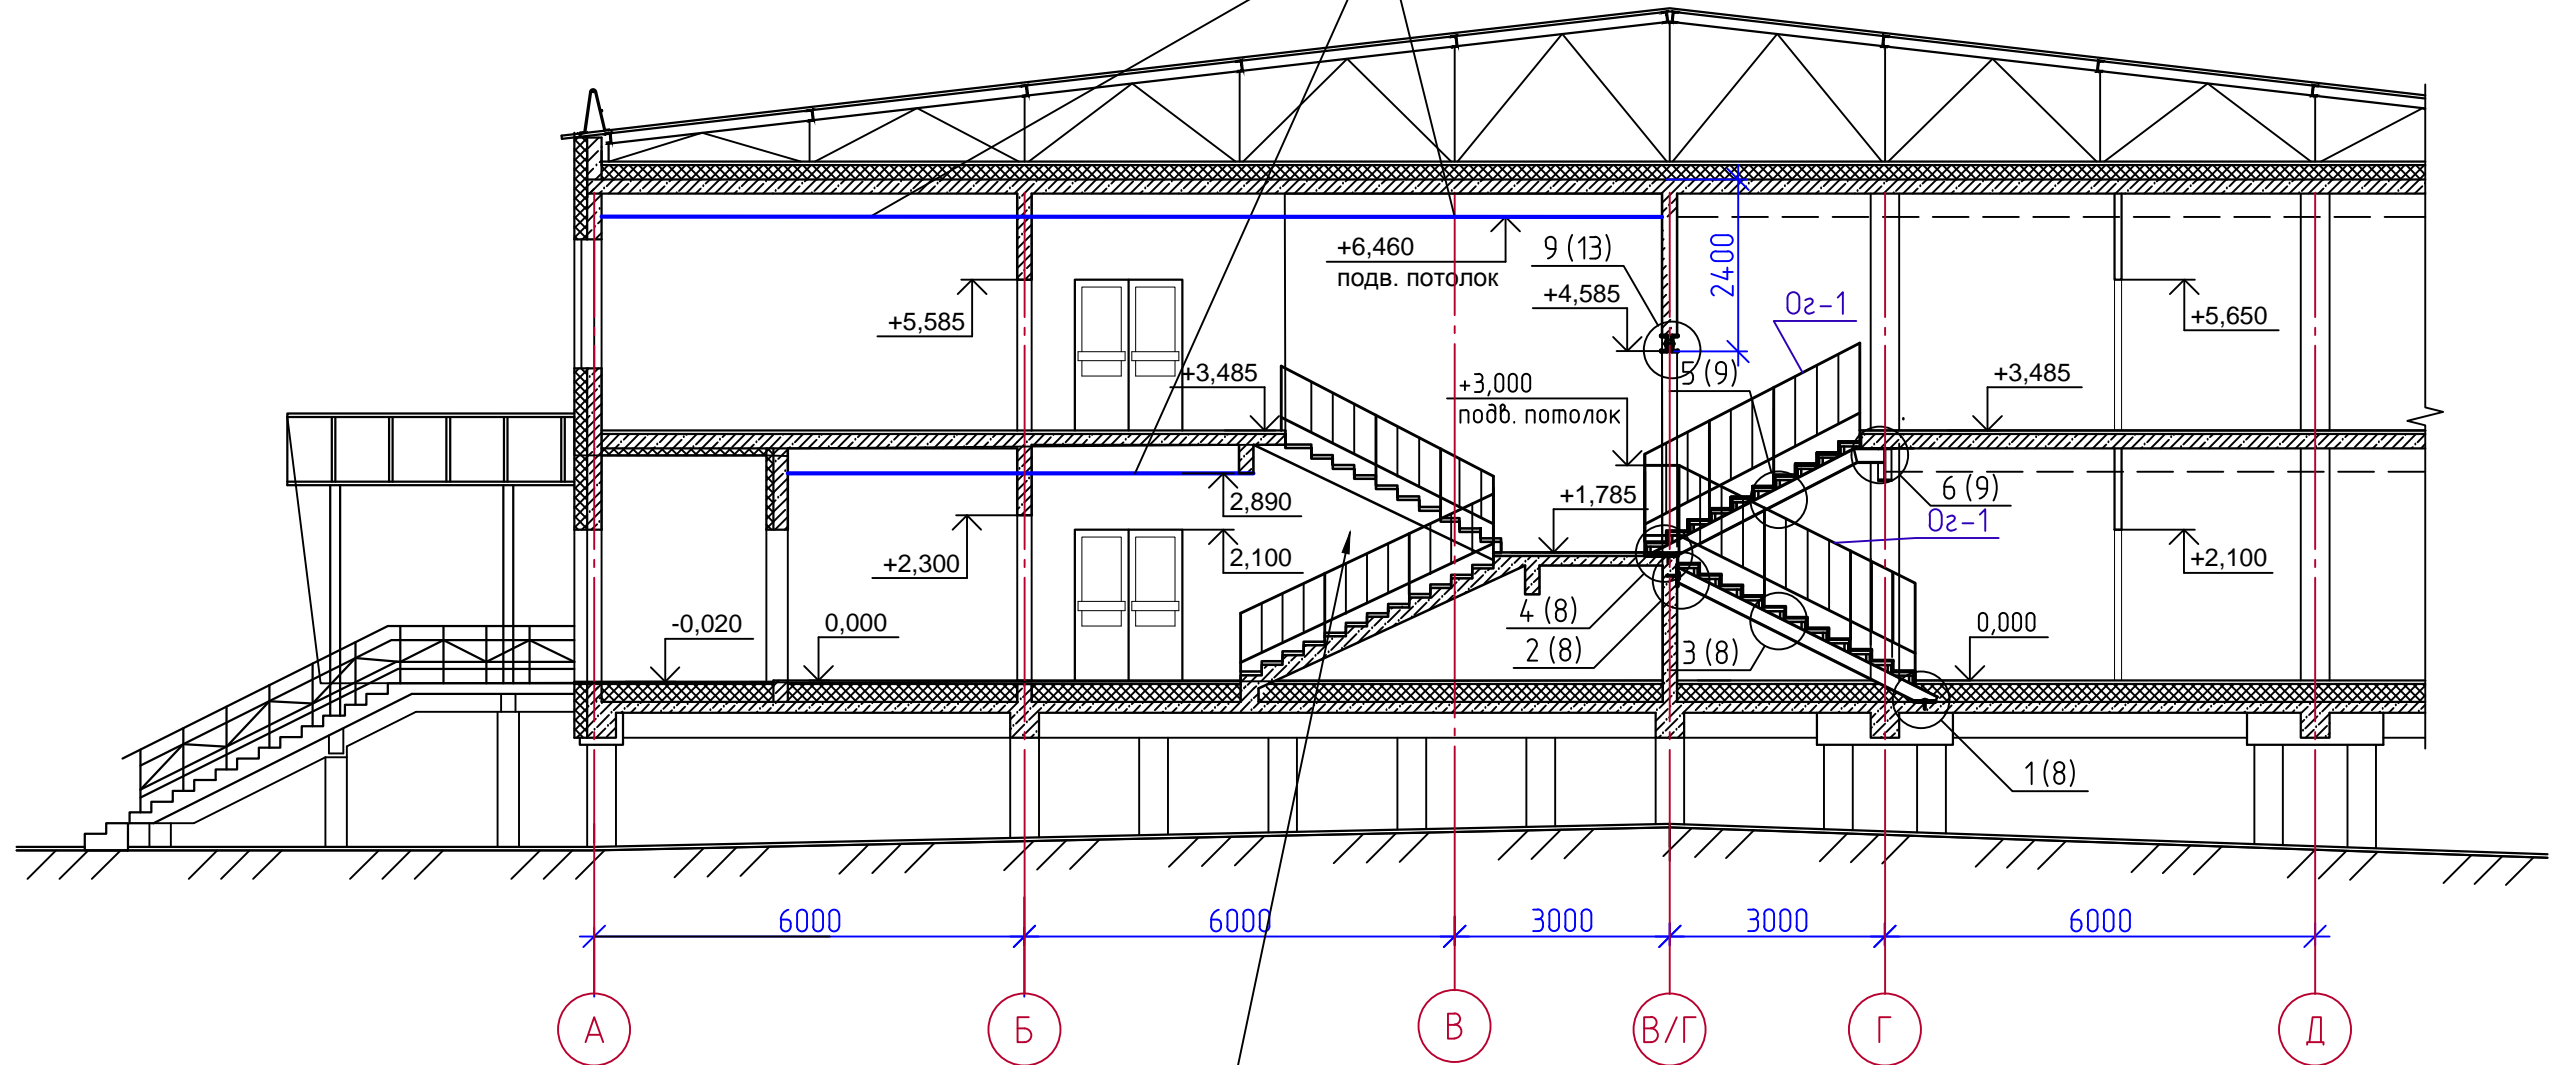 +6,460
подв. потолок
9 (13)
2400
+4,585
Ог-1
+5,585
+5,650
+3,485
+3,000
подв. потолок
5 (9)
+3,485
2,890
+1,785
6 (9)
Ог-1
+2,300
2,100
+2,100
-0,020
0,000
4 (8)
2 (8)
3 (8)
0,000
1 (8)
6000
6000
3000
3000
6000
А
Б
В
В/Г
Г
Д